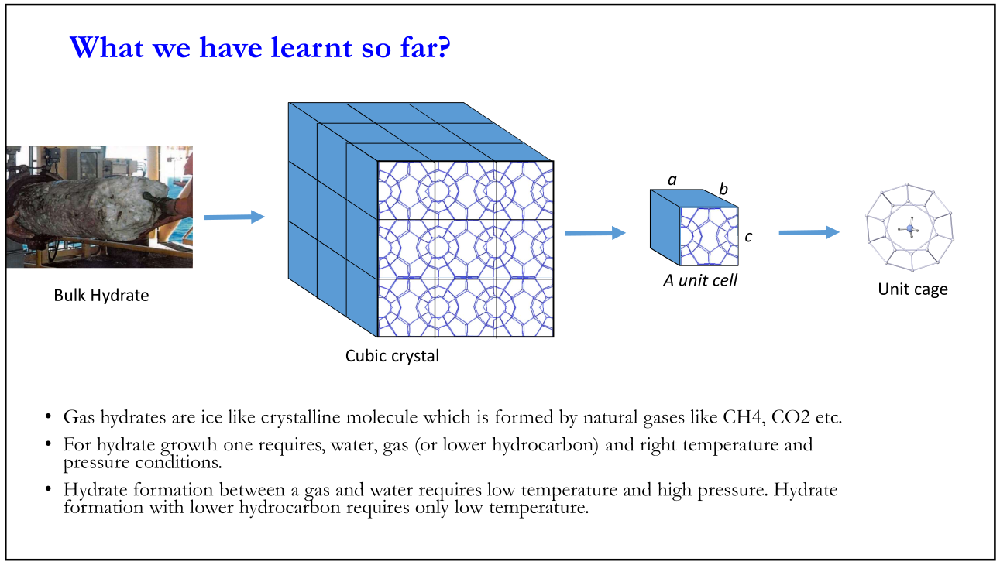 What we have learnt so far?
a
b
c
A unit cell
Unit cage
Bulk Hydrate
Cubic crystal
• Gas hydrates are ice like crystalline molecule which is formed by natural gases like CH4, CO2 etc.
• For hydrate growth one requires, water, gas (or lower hydrocarbon) and right temperature and
pressure conditions.
• Hydrate formation between a gas and water requires low temperature and high pressure. Hydrate
formation with lower hydrocarbon requires only low temperature.